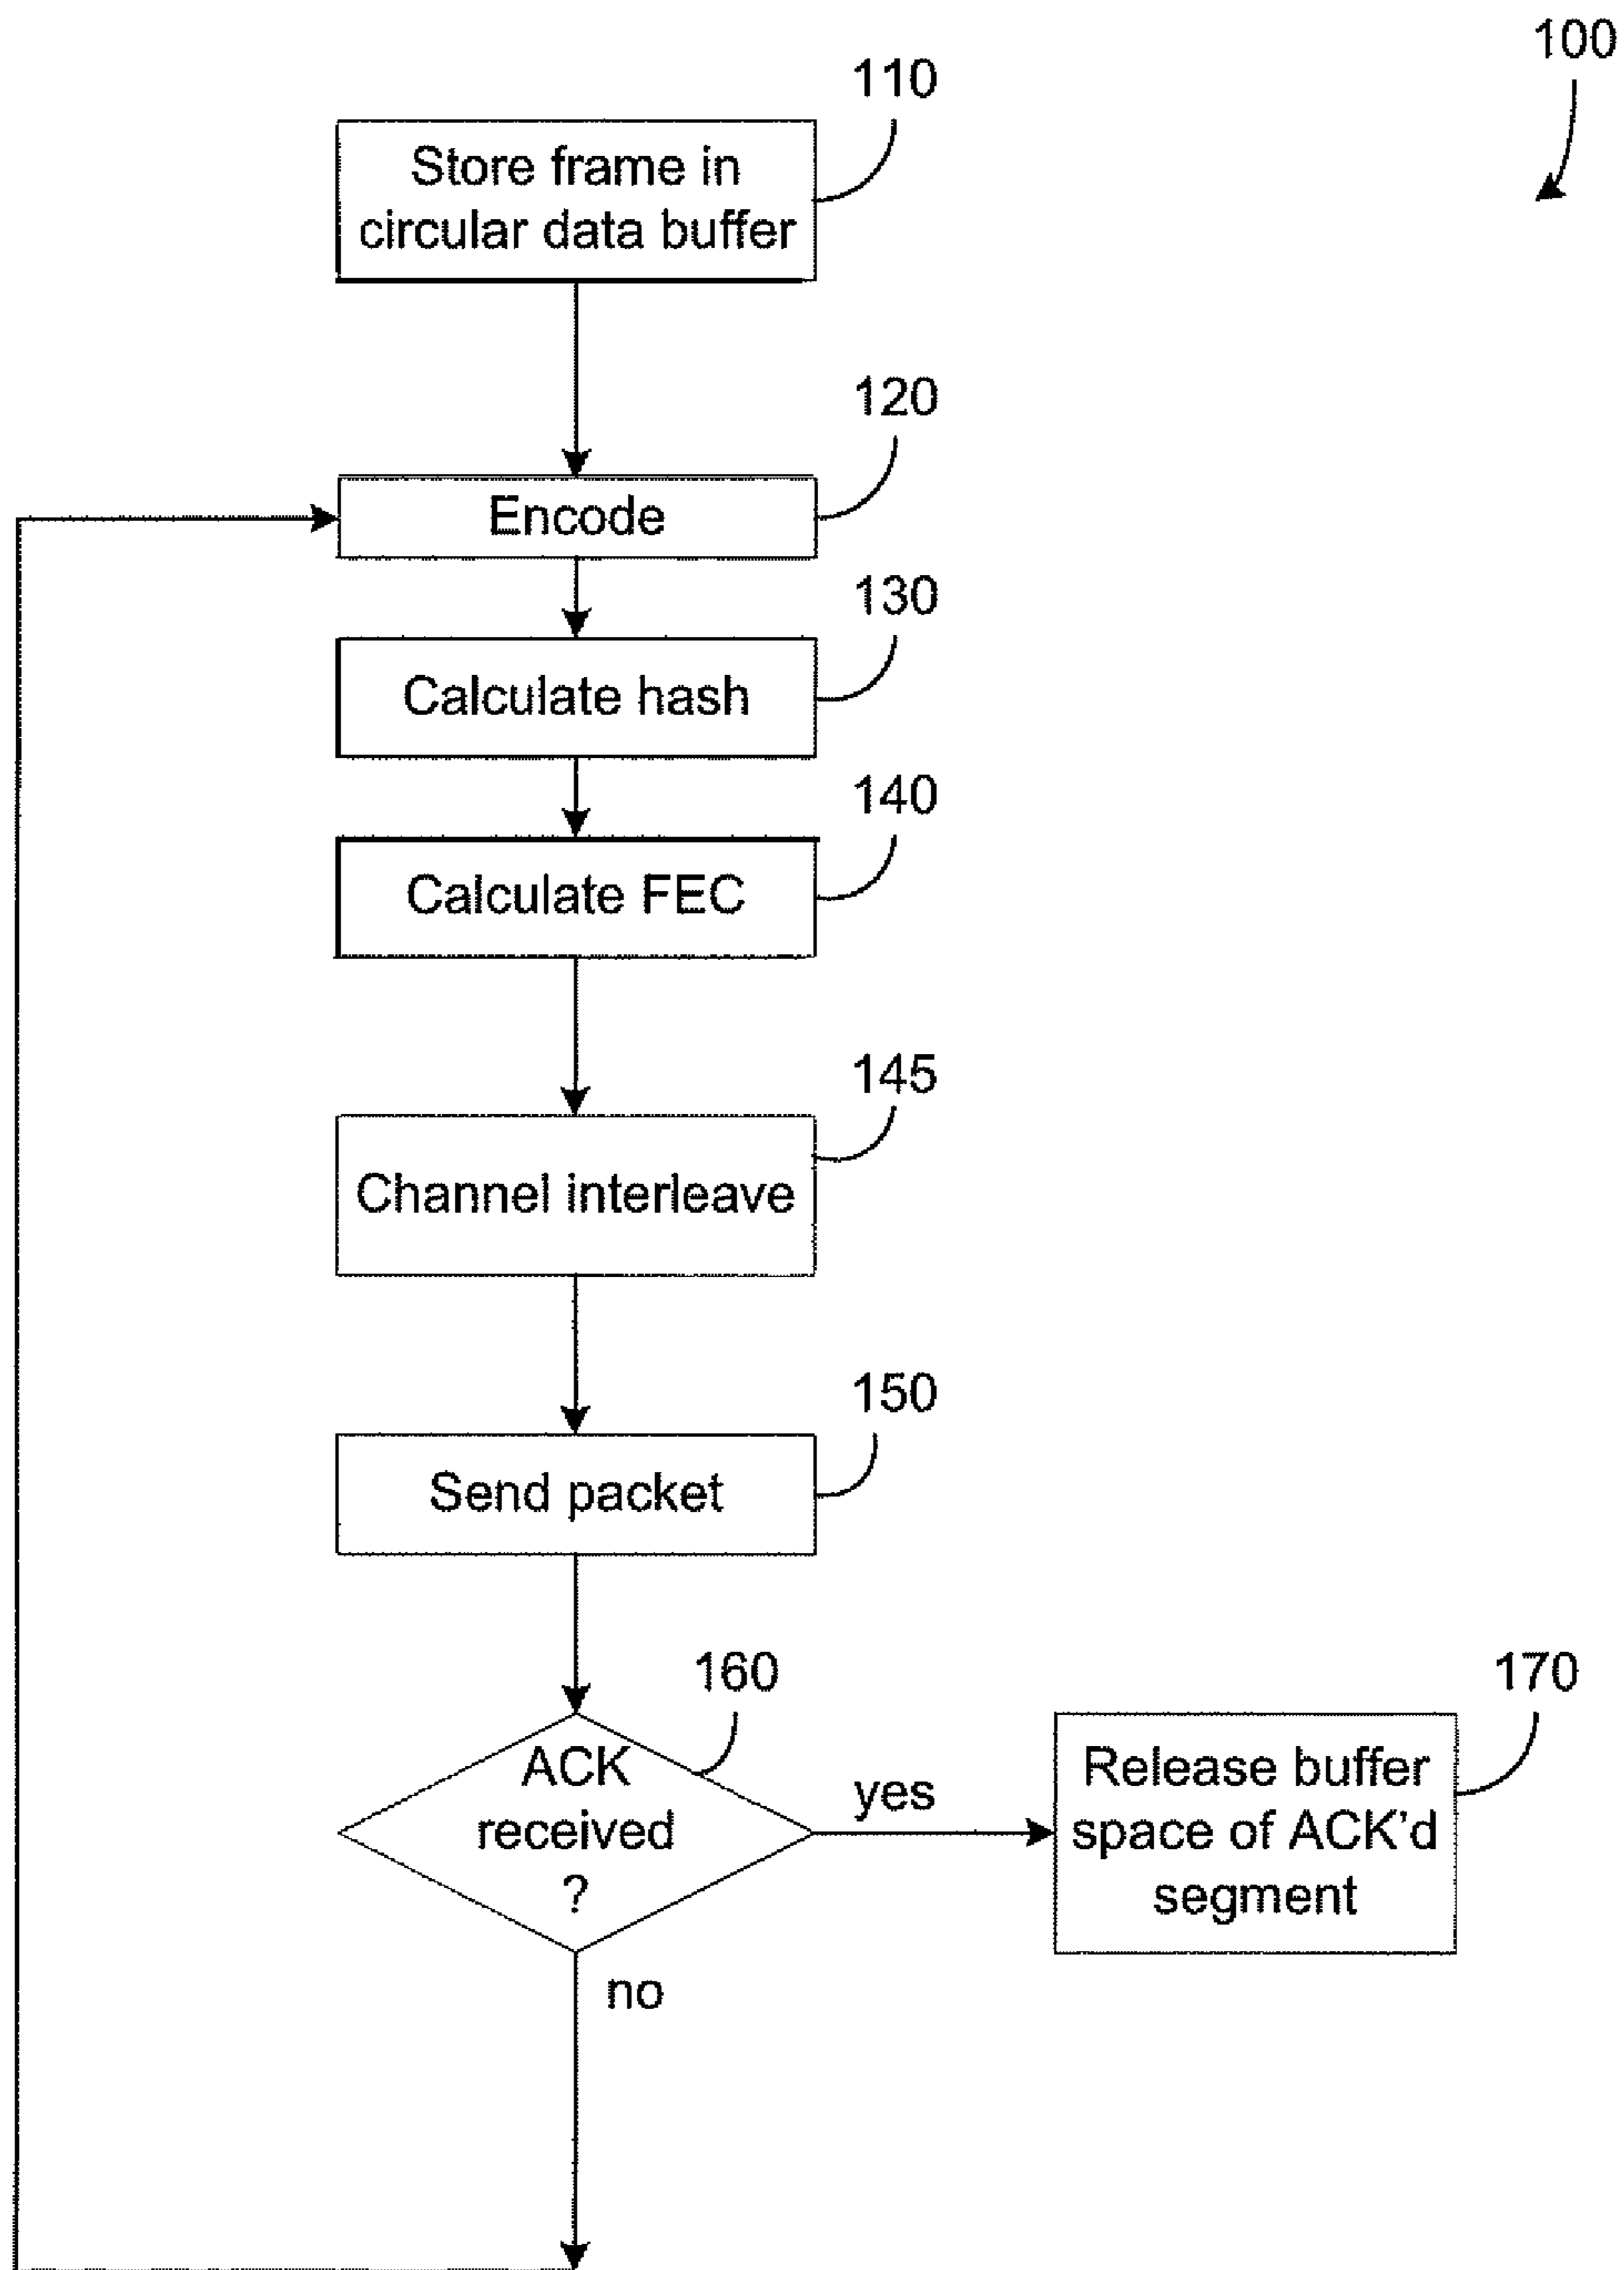 100
110
Store frame in
circular data buffer
120
Encode
130
Calculate hash
140
Calculate FEC
145
Channel interleave
150
Send packet
160
170
ACK
received
?
yes
Release buffer
space of ACK'd
segment
no